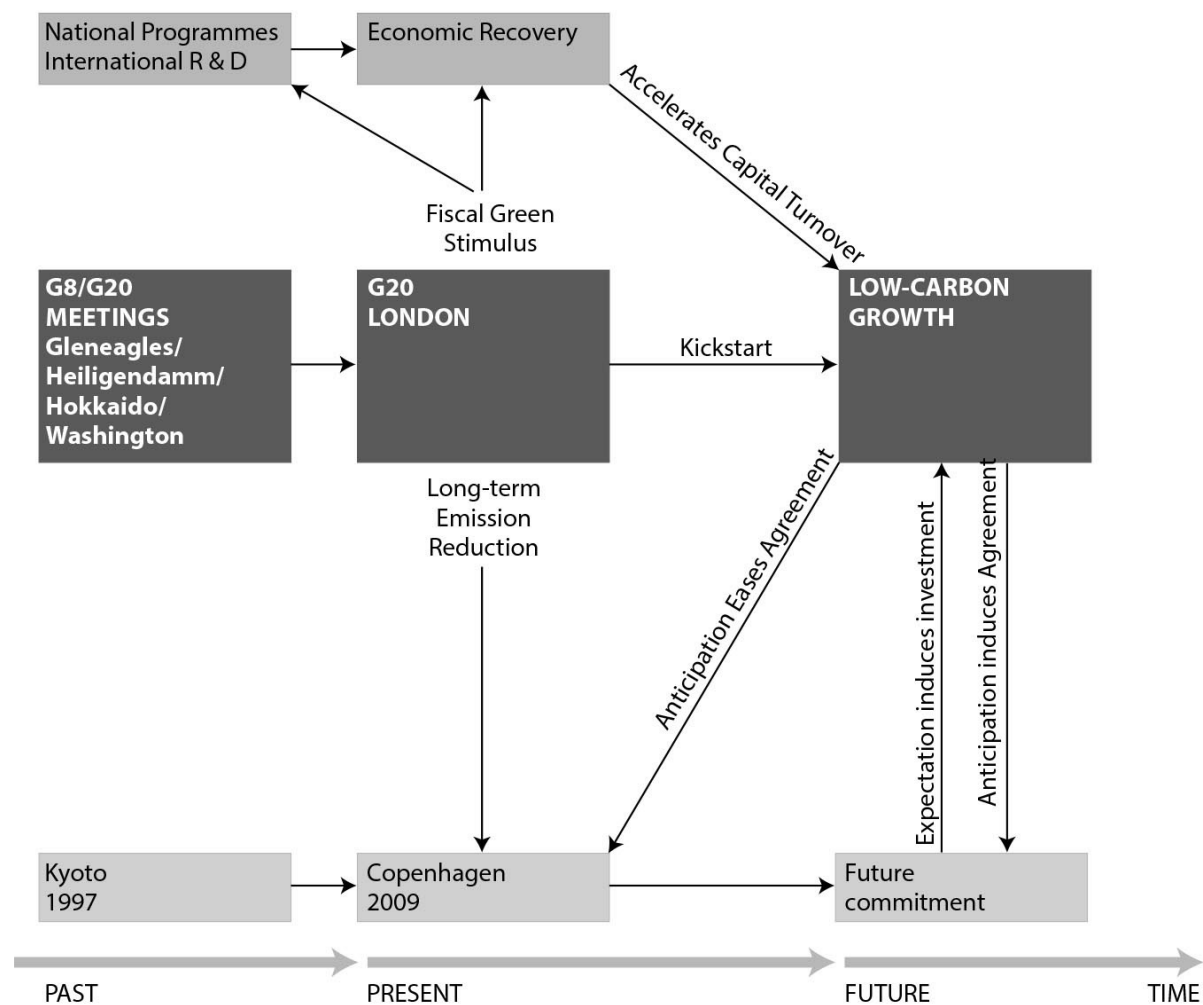 National Programmes
International R & D
Economic Recovery
Accelerates Capital Turnover
Fiscal Green
Stimulus
G8/G20
MEETINGS
Gleneagles/
Heiligendamm/
Hokkaido/
Washington
G20
LONDON
Kickstart
LOW-CARBON
GROWTH
Long-term
Emission
Reduction
Anticipation Eases Agreement
Expectation induces investment
Anticipation induces Agreement
Kyoto
1997
Copenhagen
2009
Future
commitment
PAST
PRESENT
FUTURE
TIME